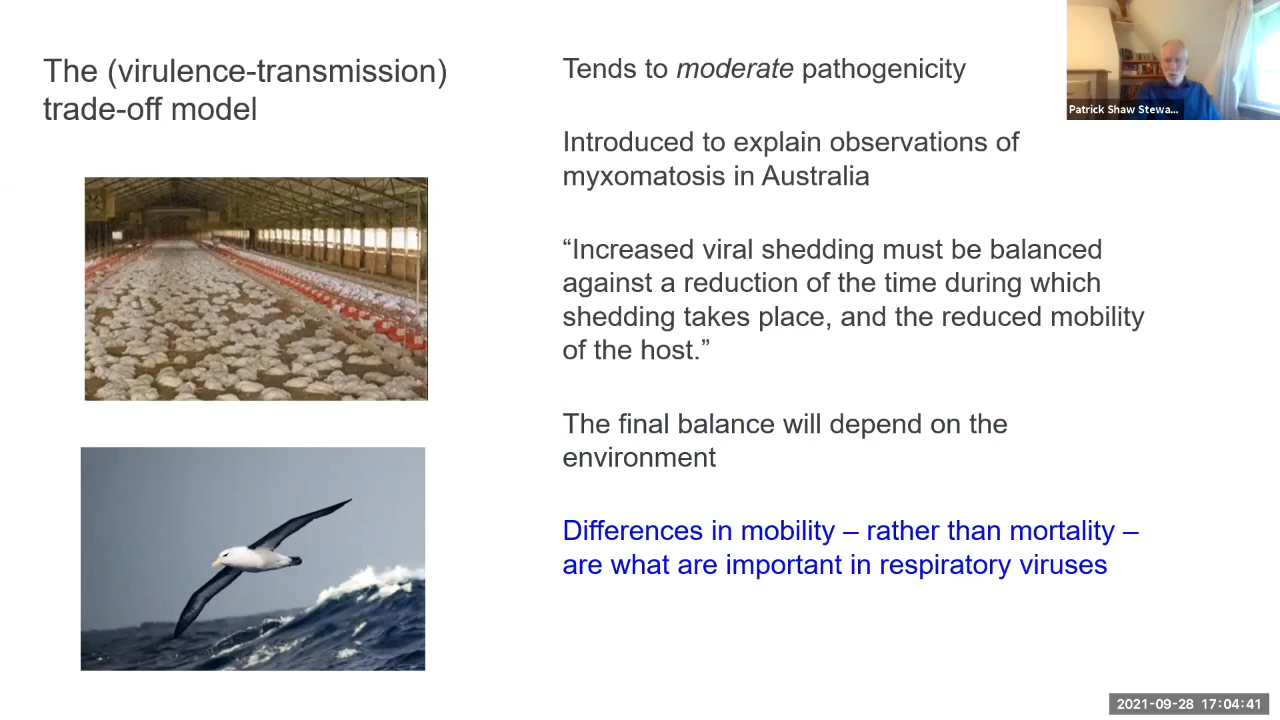 The (virulence-transmission)
trade-off model
Tends to moderate pathogenicity
Introduced to explain observations of
myxomatosis in Australia
“Increased viral shedding must be balanced
against a reduction of the time during which
shedding takes place, and the reduced mobility
of the host.”
The final balance will depend on the
environment
Differences in mobility – rather than mortality –
are what are important in respiratory viruses
Patrick Shaw Stewa...
2021-09-28 17:04:41